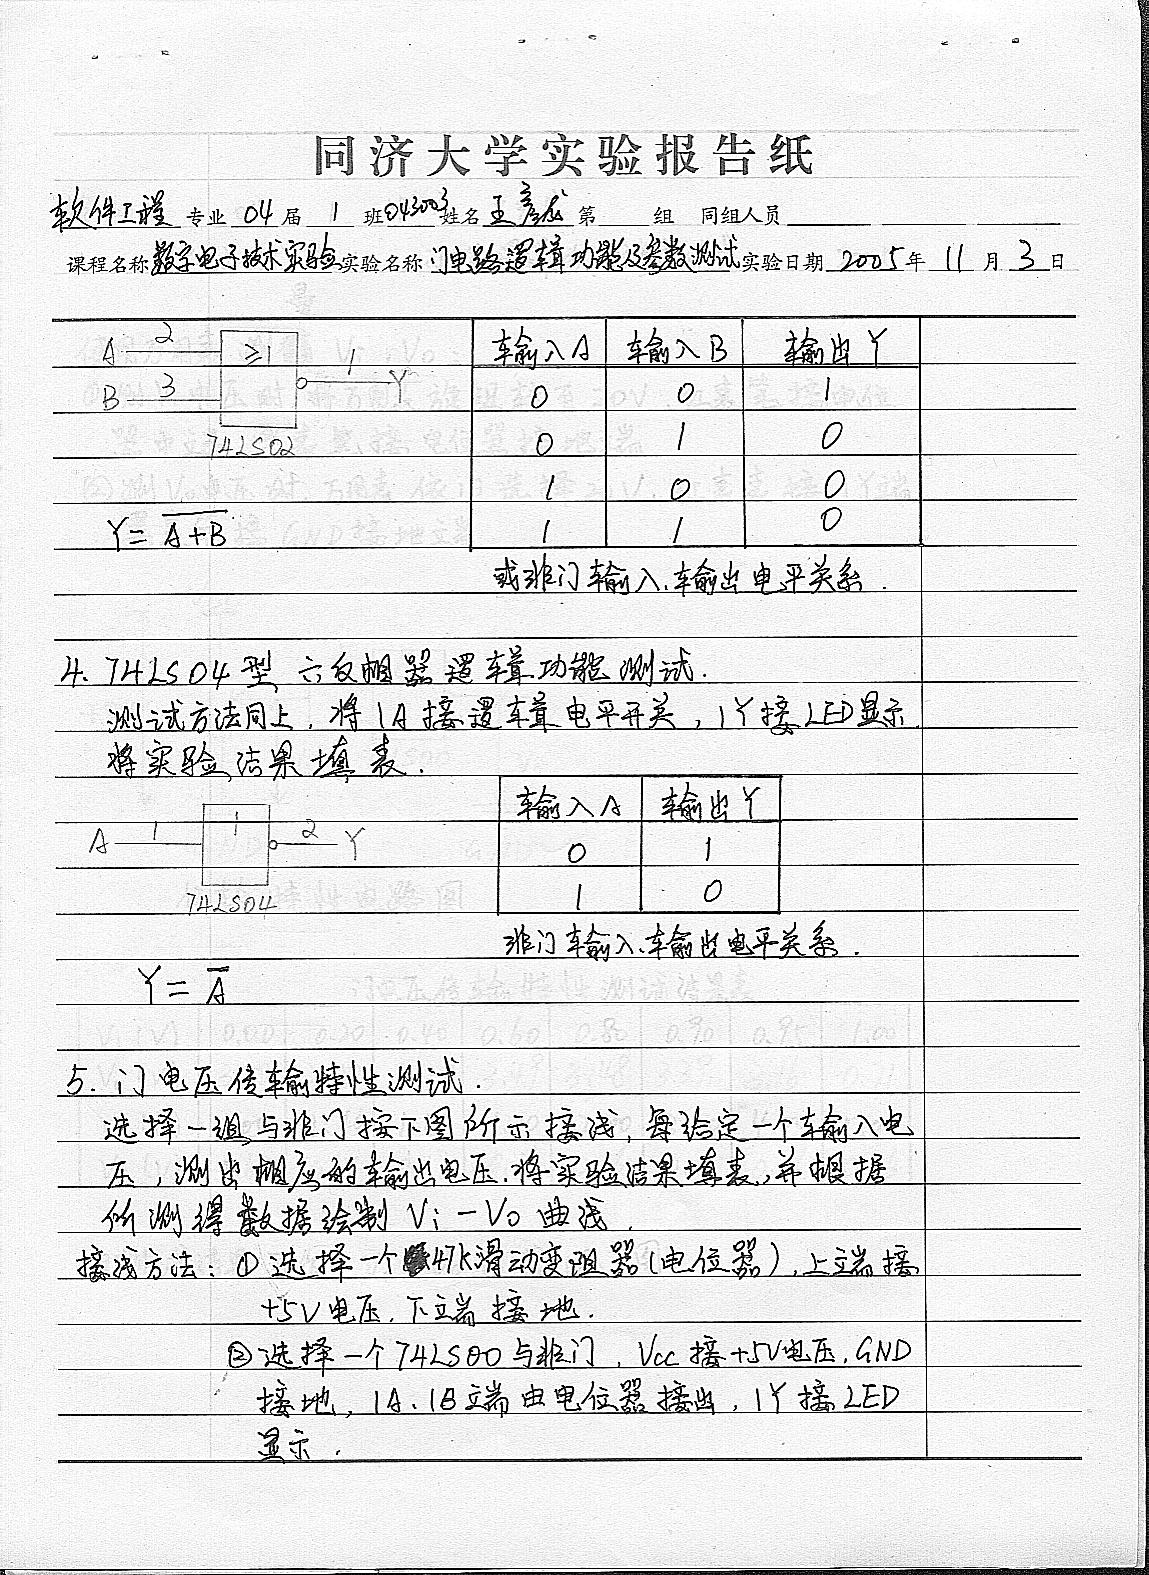 同济大学实验报告纸
软件工程 专业 04 届 1 班 043003 姓名 王彦龙 第 组 同组人员
课程名称 数字电子技术实验 实验名称 门电路逻辑功能及参数测试 实验日期 2005 年 11 月 3 日
A 2 ≥1 1 Y
B 3
74LS02
Y = \overline{A+B}
输入A 输入B 输出Y
0 0 1
0 1 0
1 0 0
1 1 0
或非门输入、输出电平关系.
4. 74LS04型六反相器逻辑功能测试.
测试方法同上, 将1A接逻辑电平开关, 1Y接LED显示.
将实验结果填表.
A 1 1 2 Y
74LS04
输入A 输出Y
0 1
1 0
非门输入、输出电平关系.
Y = \overline{A}
5. 门电压传输特性测试.
选择一组与非门按下图所示接线, 每给定一个输入电
压, 测出相应的输出电压. 将实验结果填表, 并根据
所测得数据绘制 Vi-Vo 曲线.
接线方法: ① 选择一个47K滑动变阻器(电位器), 上端接
+5V电压, 下端接地.
② 选择一个74LS00与非门, Vcc接+5V电压, GND
接地, 1A、1B端由电位器接出, 1Y接LED
显示.